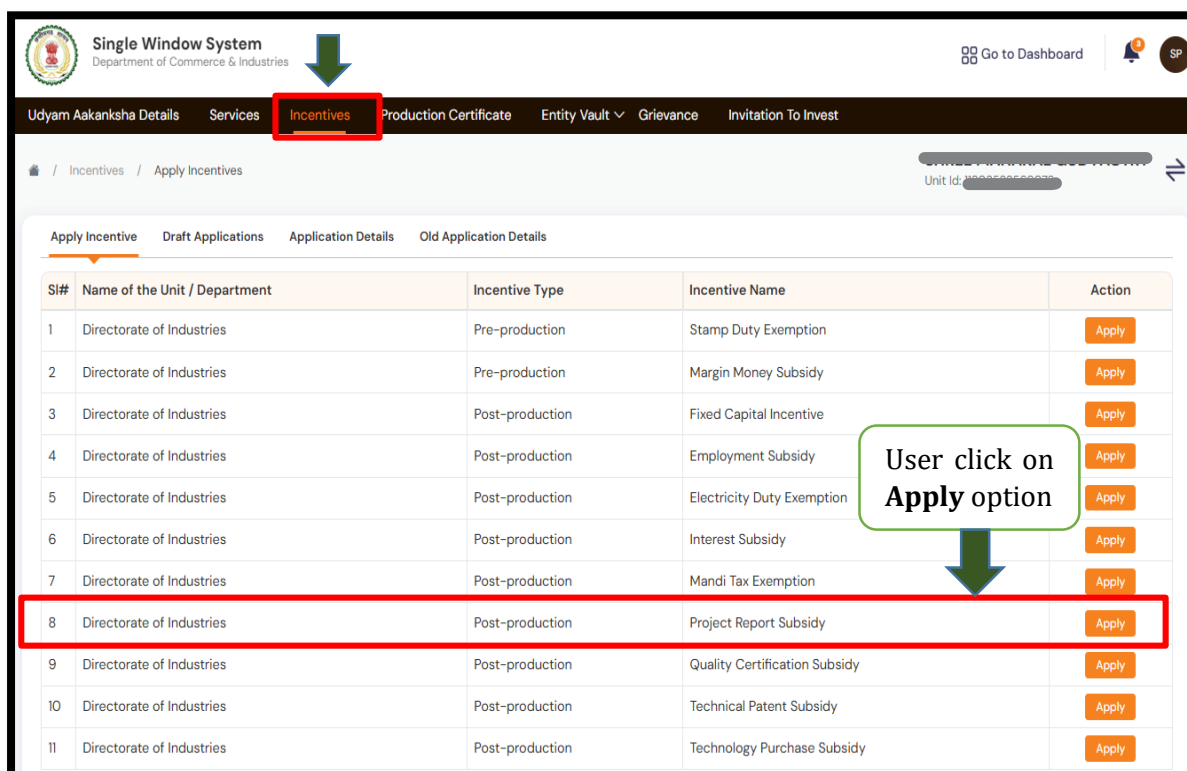 Single Window System
Department of Commerce & Industries
Go to Dashboard
3
SP
Udyam Aakanksha Details Services Incentives Production Certificate Entity Vault Grievance Invitation To Invest
/ Incentives / Apply Incentives
Unit Id:
Apply Incentive Draft Applications Application Details Old Application Details
Sl# Name of the Unit / Department Incentive Type Incentive Name Action
1 Directorate of Industries Pre-production Stamp Duty Exemption Apply
2 Directorate of Industries Pre-production Margin Money Subsidy Apply
3 Directorate of Industries Post-production Fixed Capital Incentive Apply
4 Directorate of Industries Post-production Employment Subsidy Apply
5 Directorate of Industries Post-production Electricity Duty Exemption Apply
6 Directorate of Industries Post-production Interest Subsidy Apply
7 Directorate of Industries Post-production Mandi Tax Exemption Apply
8 Directorate of Industries Post-production Project Report Subsidy Apply
9 Directorate of Industries Post-production Quality Certification Subsidy Apply
10 Directorate of Industries Post-production Technical Patent Subsidy Apply
11 Directorate of Industries Post-production Technology Purchase Subsidy Apply
User click on
Apply option